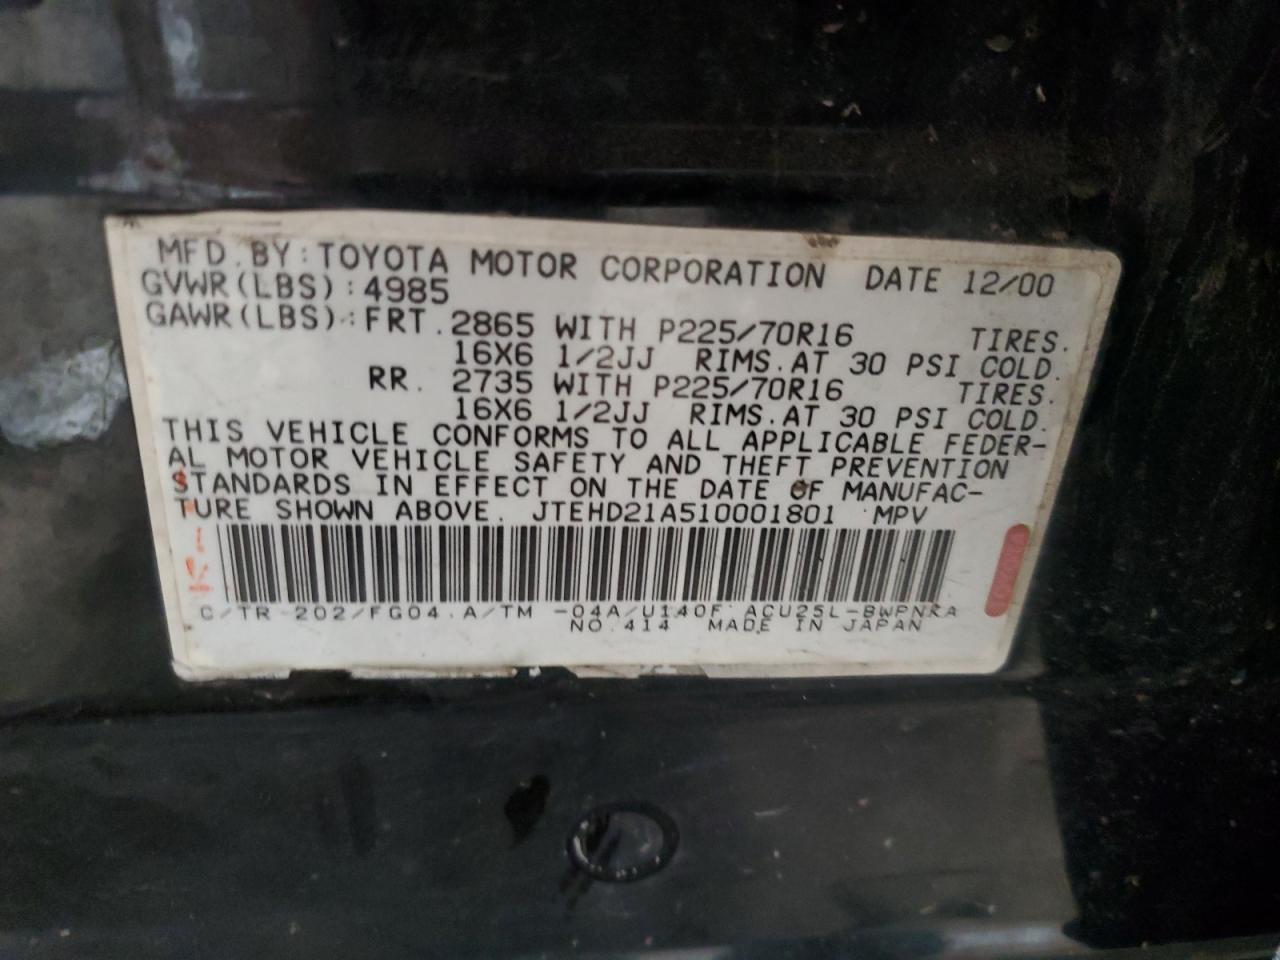 MFD.BY:TOYOTA MOTOR CORPORATION DATE 12/00
GVWR(LBS):4985
GAWR(LBS):FRT.2865 WITH P225/70R16 TIRES.
16X6 1/2JJ RIMS.AT 30 PSI COLD.
RR. 2735 WITH P225/70R16 TIRES.
16X6 1/2JJ RIMS.AT 30 PSI COLD.
THIS VEHICLE CONFORMS TO ALL APPLICABLE FEDER-
AL MOTOR VEHICLE SAFETY AND THEFT PREVENTION
STANDARDS IN EFFECT ON THE DATE OF MANUFAC-
TURE SHOWN ABOVE. JTEHD21A510001801 MPV
C/TR 202/FG04.A/TM -04A/U140F ACU25L-BWPNKA
NO.414 MADE IN JAPAN